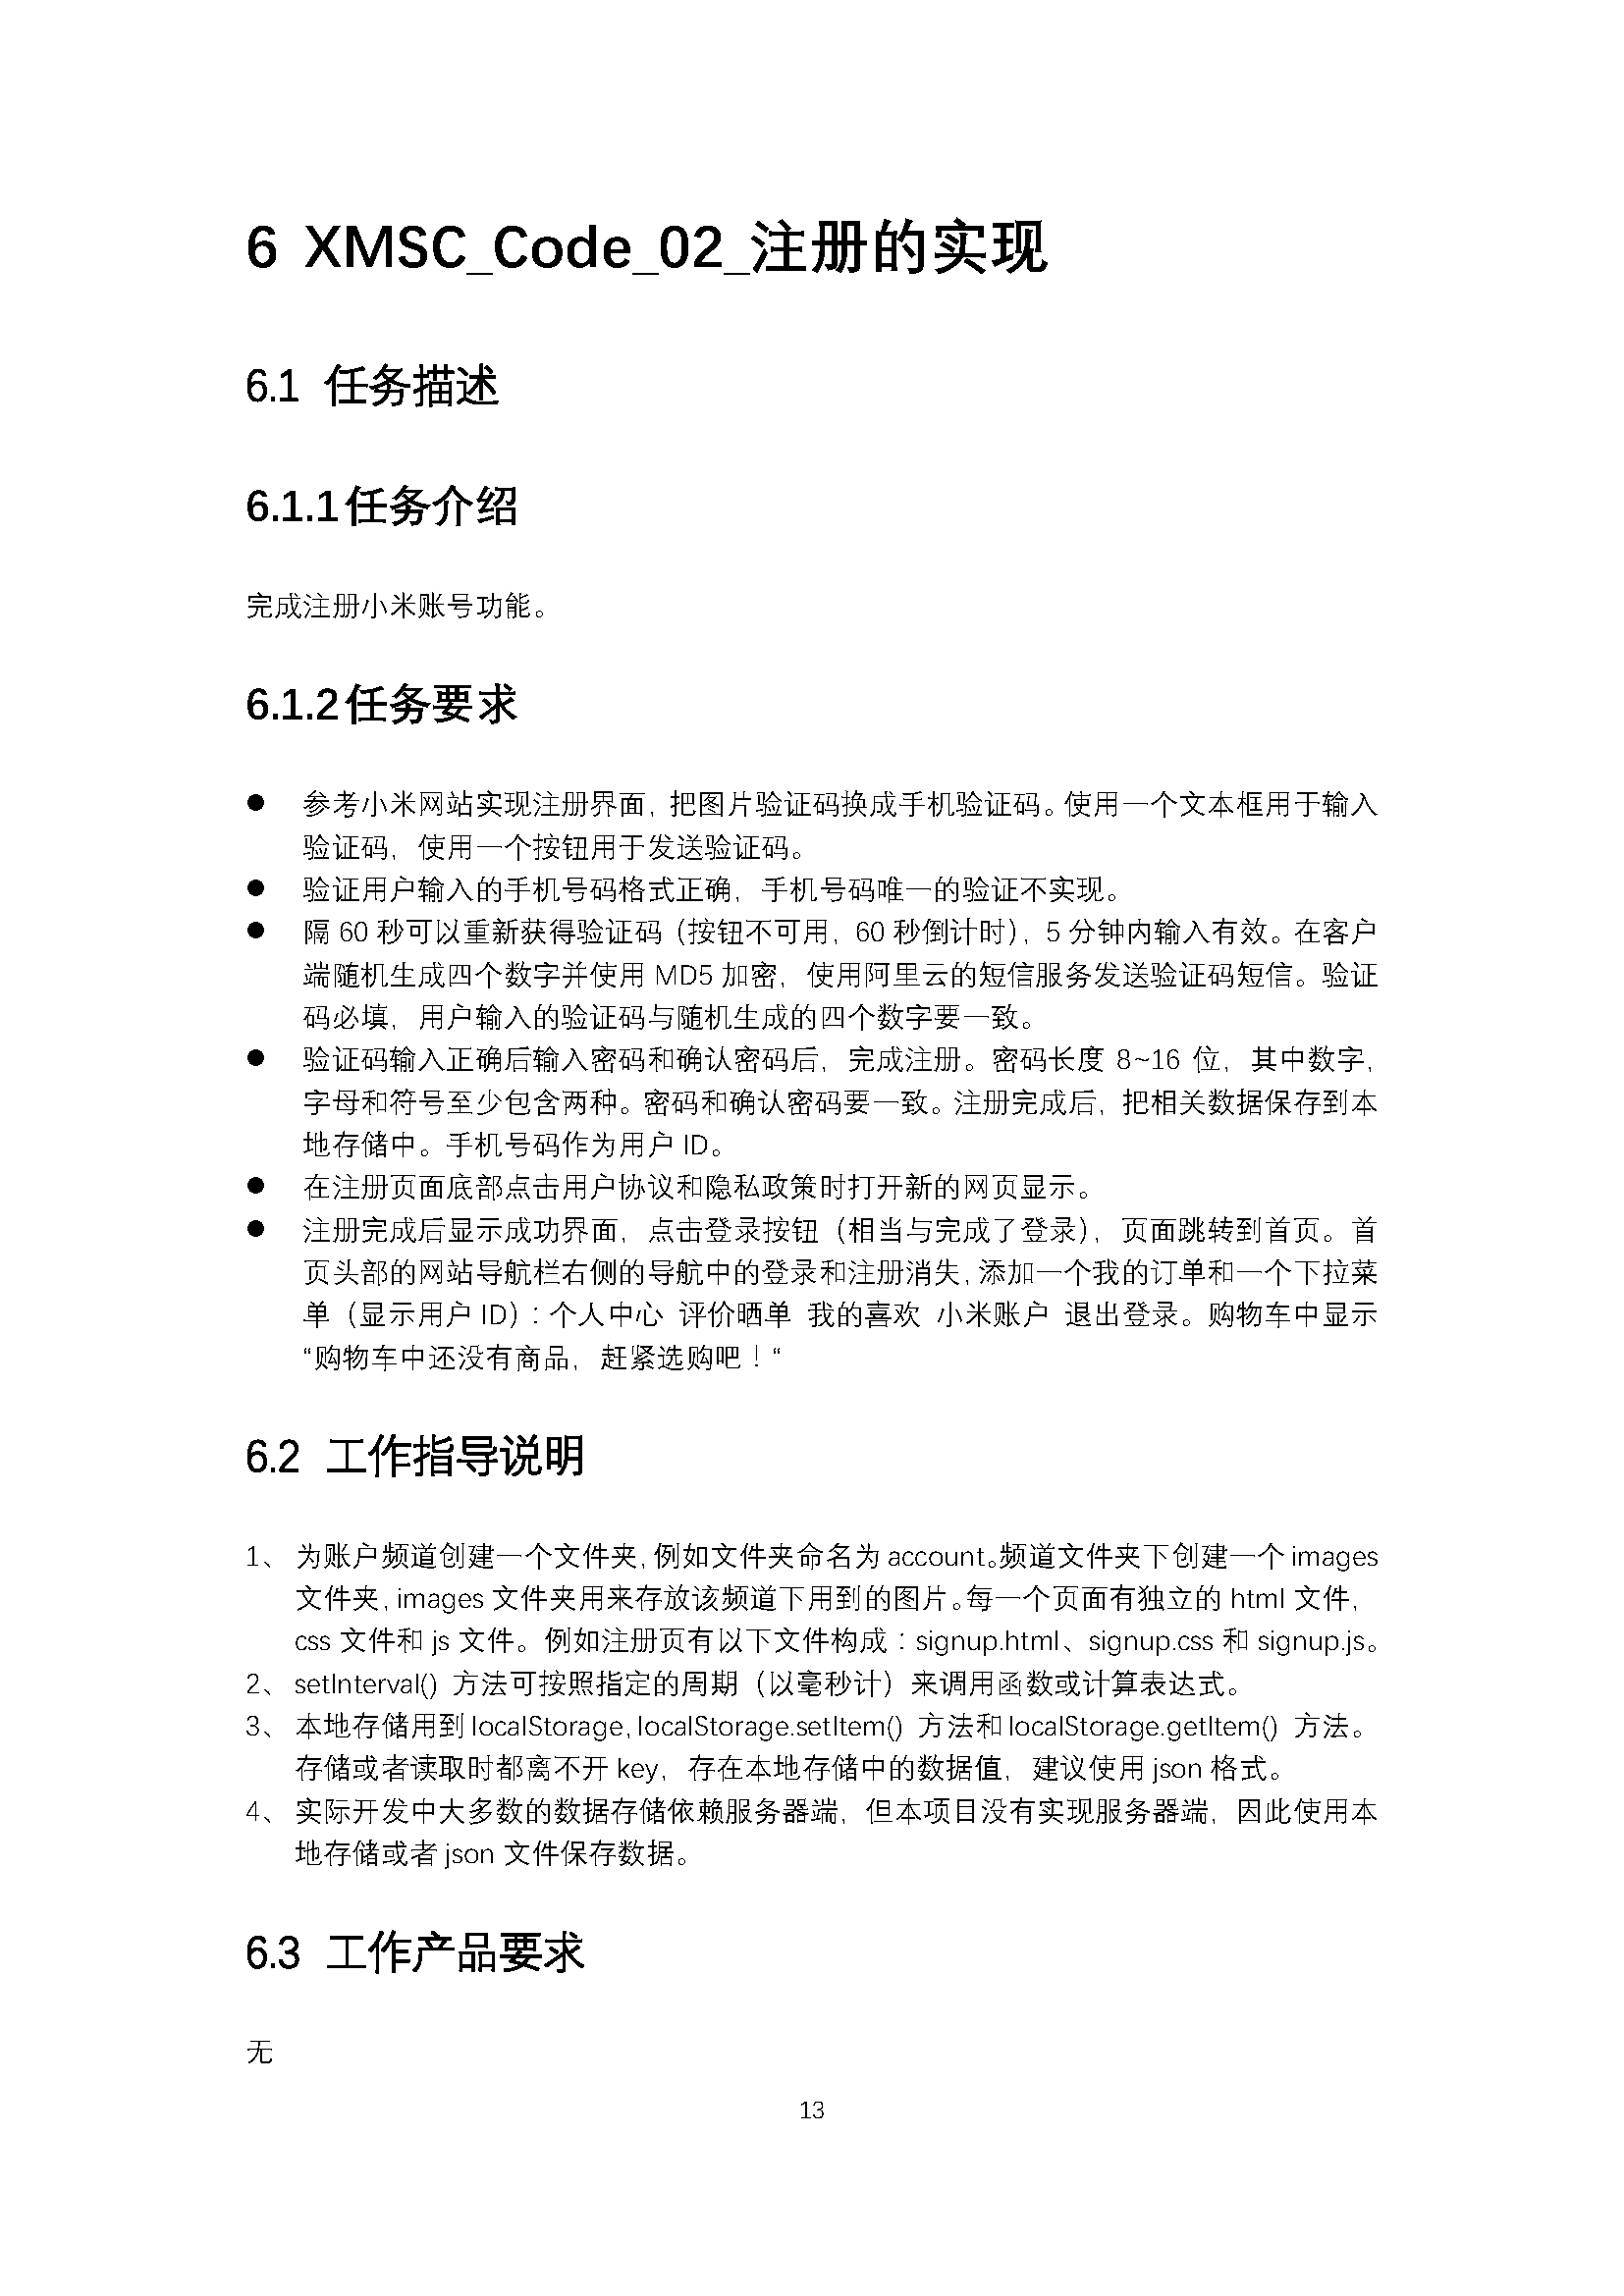 6 XMSC_Code_02_注册的实现
6.1 任务描述
6.1.1任务介绍
完成注册小米账号功能。
6.1.2任务要求
● 参考小米网站实现注册界面，把图片验证码换成手机验证码。使用一个文本框用于输入
验证码，使用一个按钮用于发送验证码。
● 验证用户输入的手机号码格式正确，手机号码唯一的验证不实现。
● 隔 60 秒可以重新获得验证码（按钮不可用，60 秒倒计时），5 分钟内输入有效。在客户
端随机生成四个数字并使用 MD5 加密，使用阿里云的短信服务发送验证码短信。验证
码必填，用户输入的验证码与随机生成的四个数字要一致。
● 验证码输入正确后输入密码和确认密码后，完成注册。密码长度 8~16 位，其中数字，
字母和符号至少包含两种。密码和确认密码要一致。注册完成后，把相关数据保存到本
地存储中。手机号码作为用户 ID。
● 在注册页面底部点击用户协议和隐私政策时打开新的网页显示。
● 注册完成后显示成功界面，点击登录按钮（相当与完成了登录），页面跳转到首页。首
页头部的网站导航栏右侧的导航中的登录和注册消失，添加一个我的订单和一个下拉菜
单（显示用户 ID）：个人中心 评价晒单 我的喜欢 小米账户 退出登录。购物车中显示
“购物车中还没有商品，赶紧选购吧！“
6.2 工作指导说明
1、 为账户频道创建一个文件夹，例如文件夹命名为 account。频道文件夹下创建一个 images
文件夹，images 文件夹用来存放该频道下用到的图片。每一个页面有独立的 html 文件，
css 文件和 js 文件。例如注册页有以下文件构成：signup.html、signup.css 和 signup.js。
2、 setInterval() 方法可按照指定的周期（以毫秒计）来调用函数或计算表达式。
3、 本地存储用到 localStorage，localStorage.setItem() 方法和 localStorage.getItem() 方法。
存储或者读取时都离不开 key，存在本地存储中的数据值，建议使用 json 格式。
4、 实际开发中大多数的数据存储依赖服务器端，但本项目没有实现服务器端，因此使用本
地存储或者 json 文件保存数据。
6.3 工作产品要求
无
13